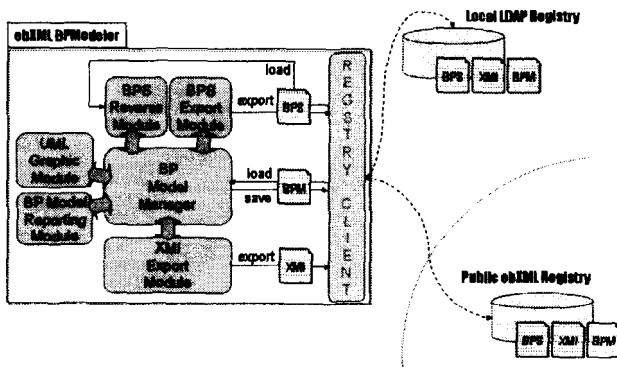 ebXML BPModeler
load
BPS
Reverse
Module
BPS
Export
Module
export
BPS
UML
Graphic
Module
BP
Model
Manager
load
save
BPM
BP Model
Reporting
Module
XMI
Export
Module
export
XMI
REGSTRY CLIENT
Local LDAP Registry
BPS
XMI
BPM
Public ebXML Registry
BPS
XMI
BPM